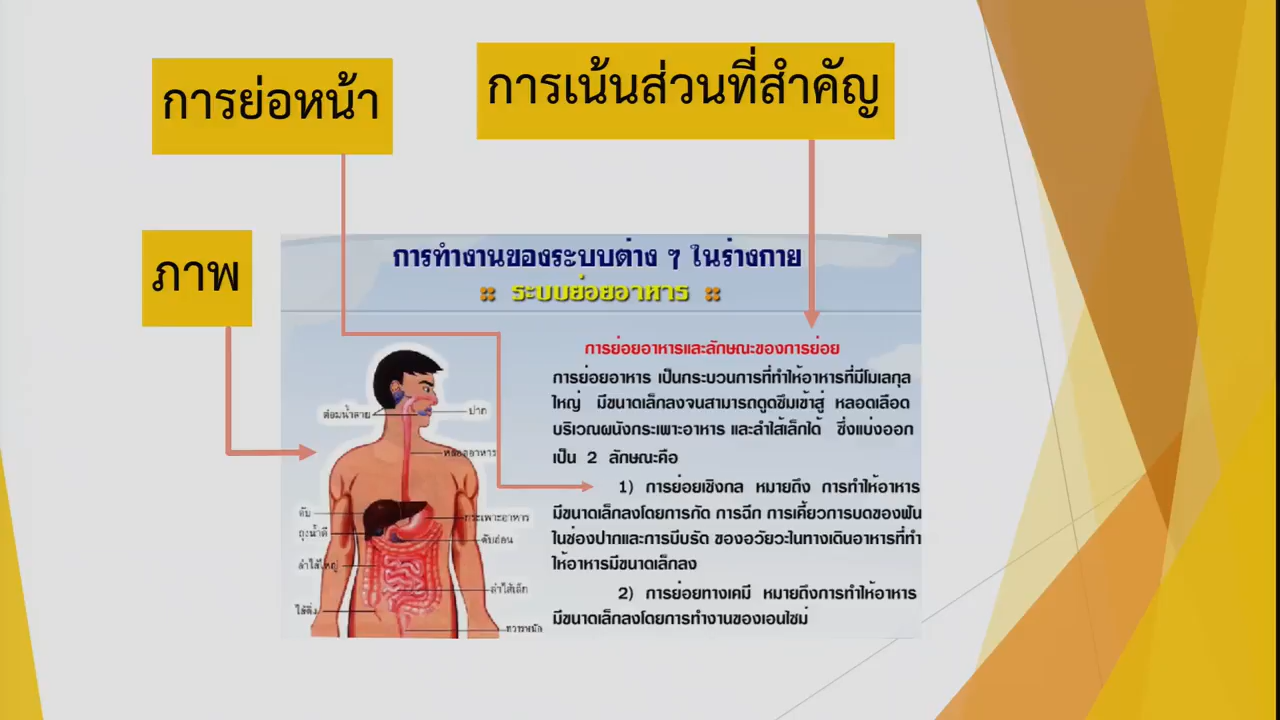 การย่อหน้า
การเน้นส่วนที่สำคัญ
ภาพ
การทำงานของระบบต่าง ๆ ในร่างกาย
:: ระบบย่อยอาหาร ::
การย่อยอาหารและลักษณะของการย่อย
การย่อยอาหาร เป็นกระบวนการที่ทำให้อาหารที่มีโมเลกุล
ใหญ่ มีขนาดเล็กลงจนสามารถดูดซึมเข้าสู่ หลอดเลือด
บริเวณผนังกระเพาะอาหาร และลำไส้เล็กได้ ซึ่งแบ่งออก
เป็น 2 ลักษณะคือ
1) การย่อยเชิงกล หมายถึง การทำให้อาหาร
มีขนาดเล็กลงโดยการกัด การฉีก การเคี้ยวการบดของฟัน
ในช่องปากและการบีบรัด ของอวัยวะในทางเดินอาหารที่ทำ
ให้อาหารมีขนาดเล็กลง
2) การย่อยทางเคมี หมายถึงการทำให้อาหาร
มีขนาดเล็กลงโดยการทำงานของเอนไซม์
ต่อมน้ำลาย
ปาก
หลอดอาหาร
ตับ
กระเพาะอาหาร
ถุงน้ำดี
ตับอ่อน
ลำไส้ใหญ่
ลำไส้เล็ก
ไส้ติ่ง
ทวารหนัก